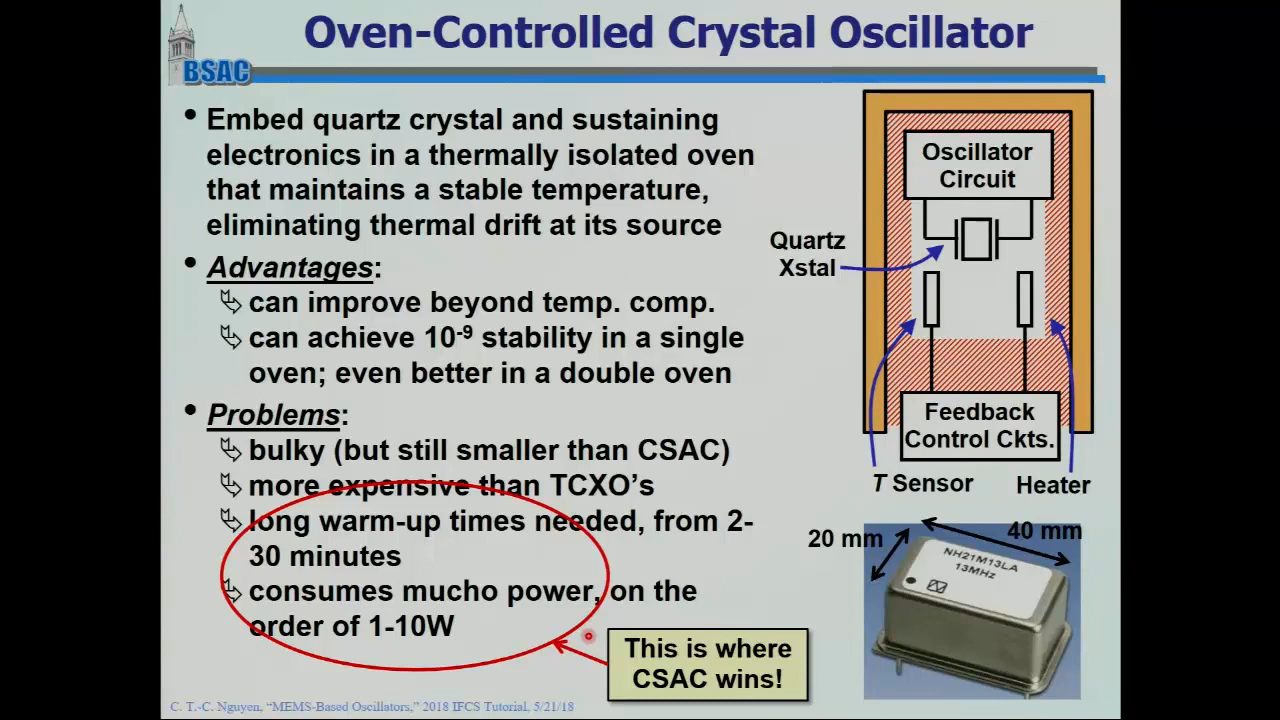 Oven-Controlled Crystal Oscillator
BSAC
• Embed quartz crystal and sustaining
electronics in a thermally isolated oven
that maintains a stable temperature,
eliminating thermal drift at its source
• Advantages:
can improve beyond temp. comp.
can achieve 10-9 stability in a single
oven; even better in a double oven
• Problems:
bulky (but still smaller than CSAC)
more expensive than TCXO's
long warm-up times needed, from 2-
30 minutes
consumes mucho power, on the
order of 1-10W
This is where
CSAC wins!
Oscillator
Circuit
Quartz
Xstal
Feedback
Control Ckts.
T Sensor
Heater
20 mm
40 mm
NH21M13LA
13MHz
C. T.-C. Nguyen, "MEMS-Based Oscillators," 2018 IFCS Tutorial, 5/21/18